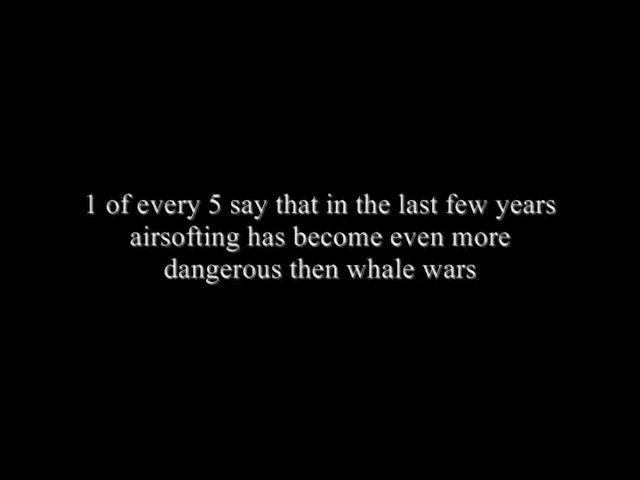 1 of every 5 say that in the last few years
airsofting has become even more
dangerous then whale wars